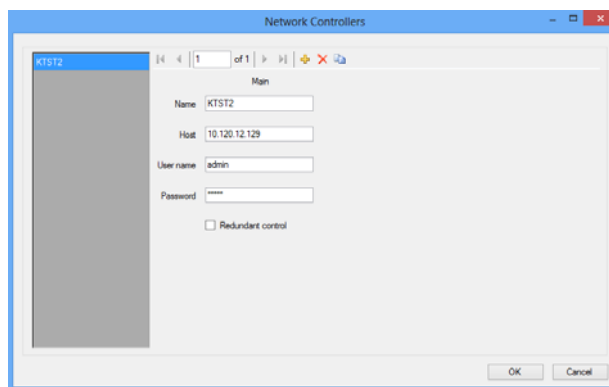 Network Controllers
KTST2
1 of 1
Main
Name KTST2
Host 10.120.12.129
User name admin
Password *****
Redundant control
OK Cancel